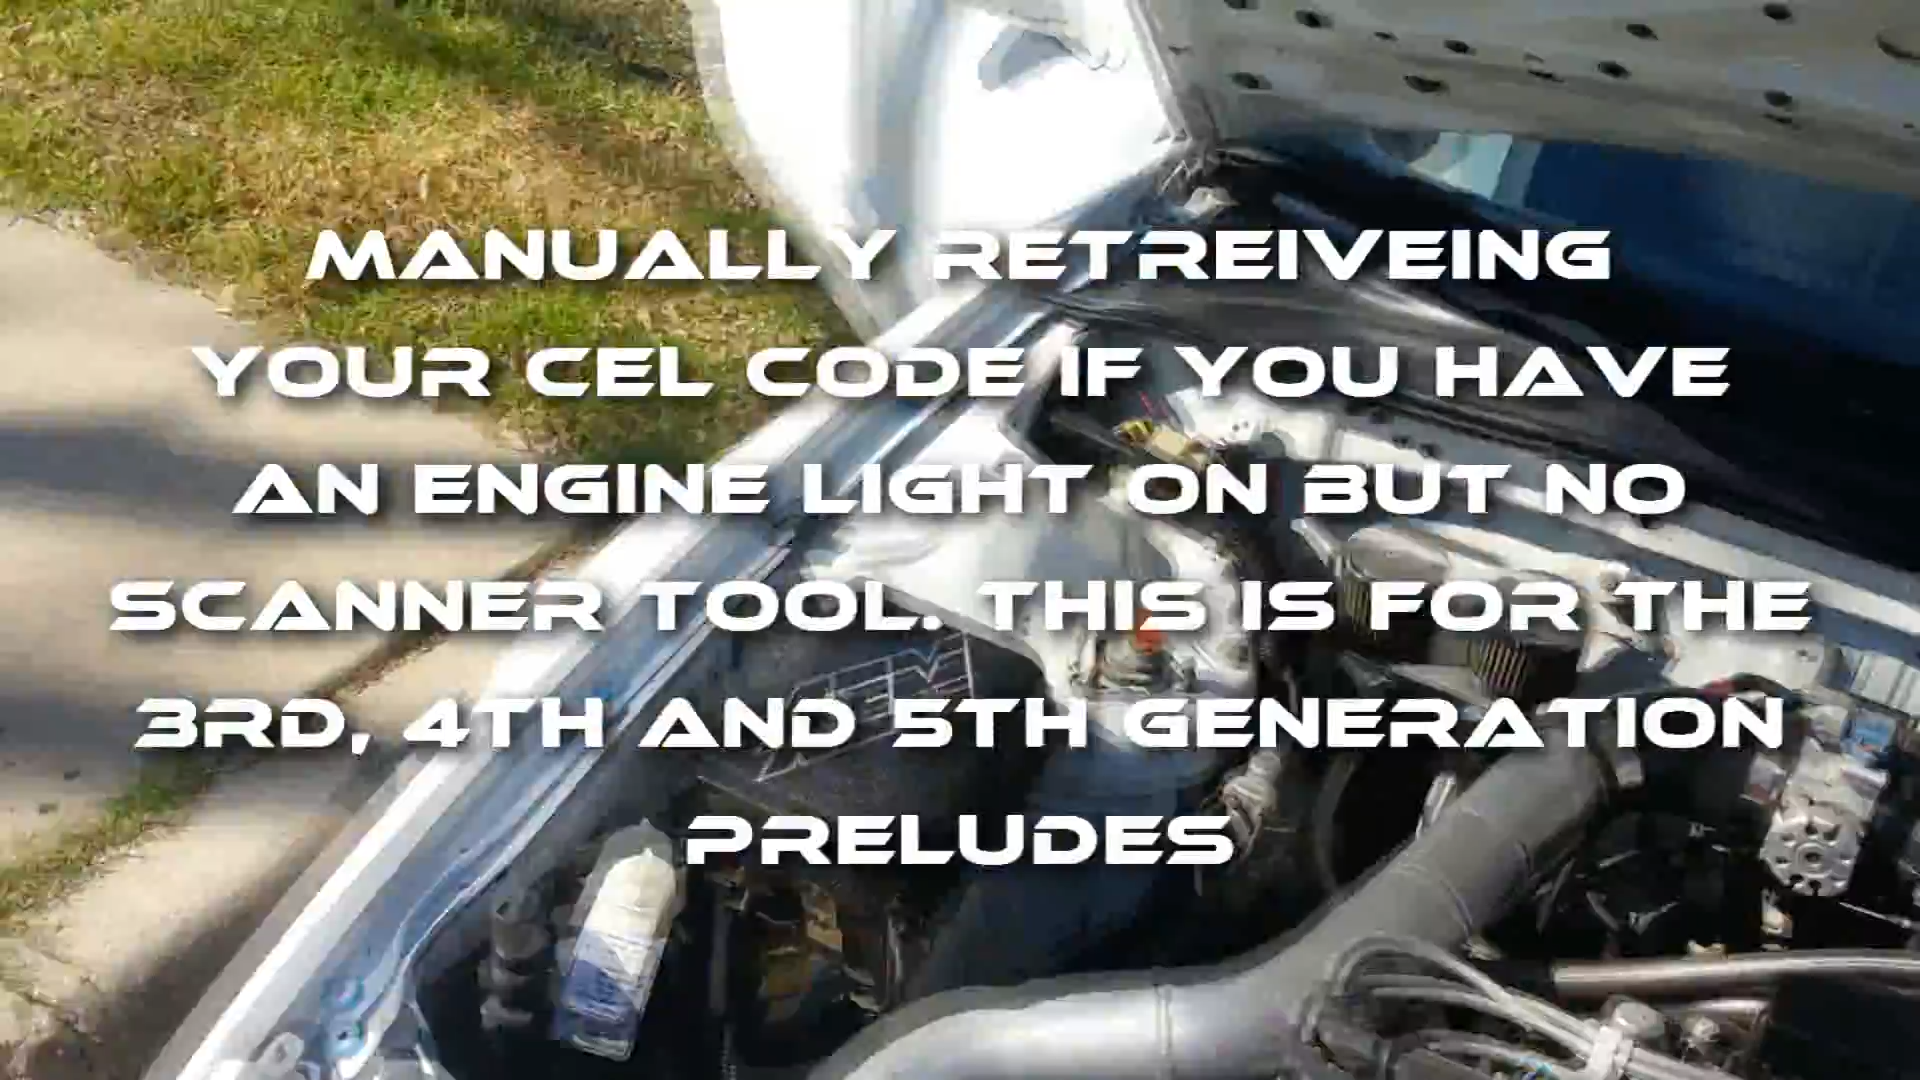 MANUALLY RETREIVEING
YOUR CEL CODE IF YOU HAVE
AN ENGINE LIGHT ON BUT NO
SCANNER TOOL. THIS IS FOR THE
3RD, 4TH AND 5TH GENERATION
PRELUDES